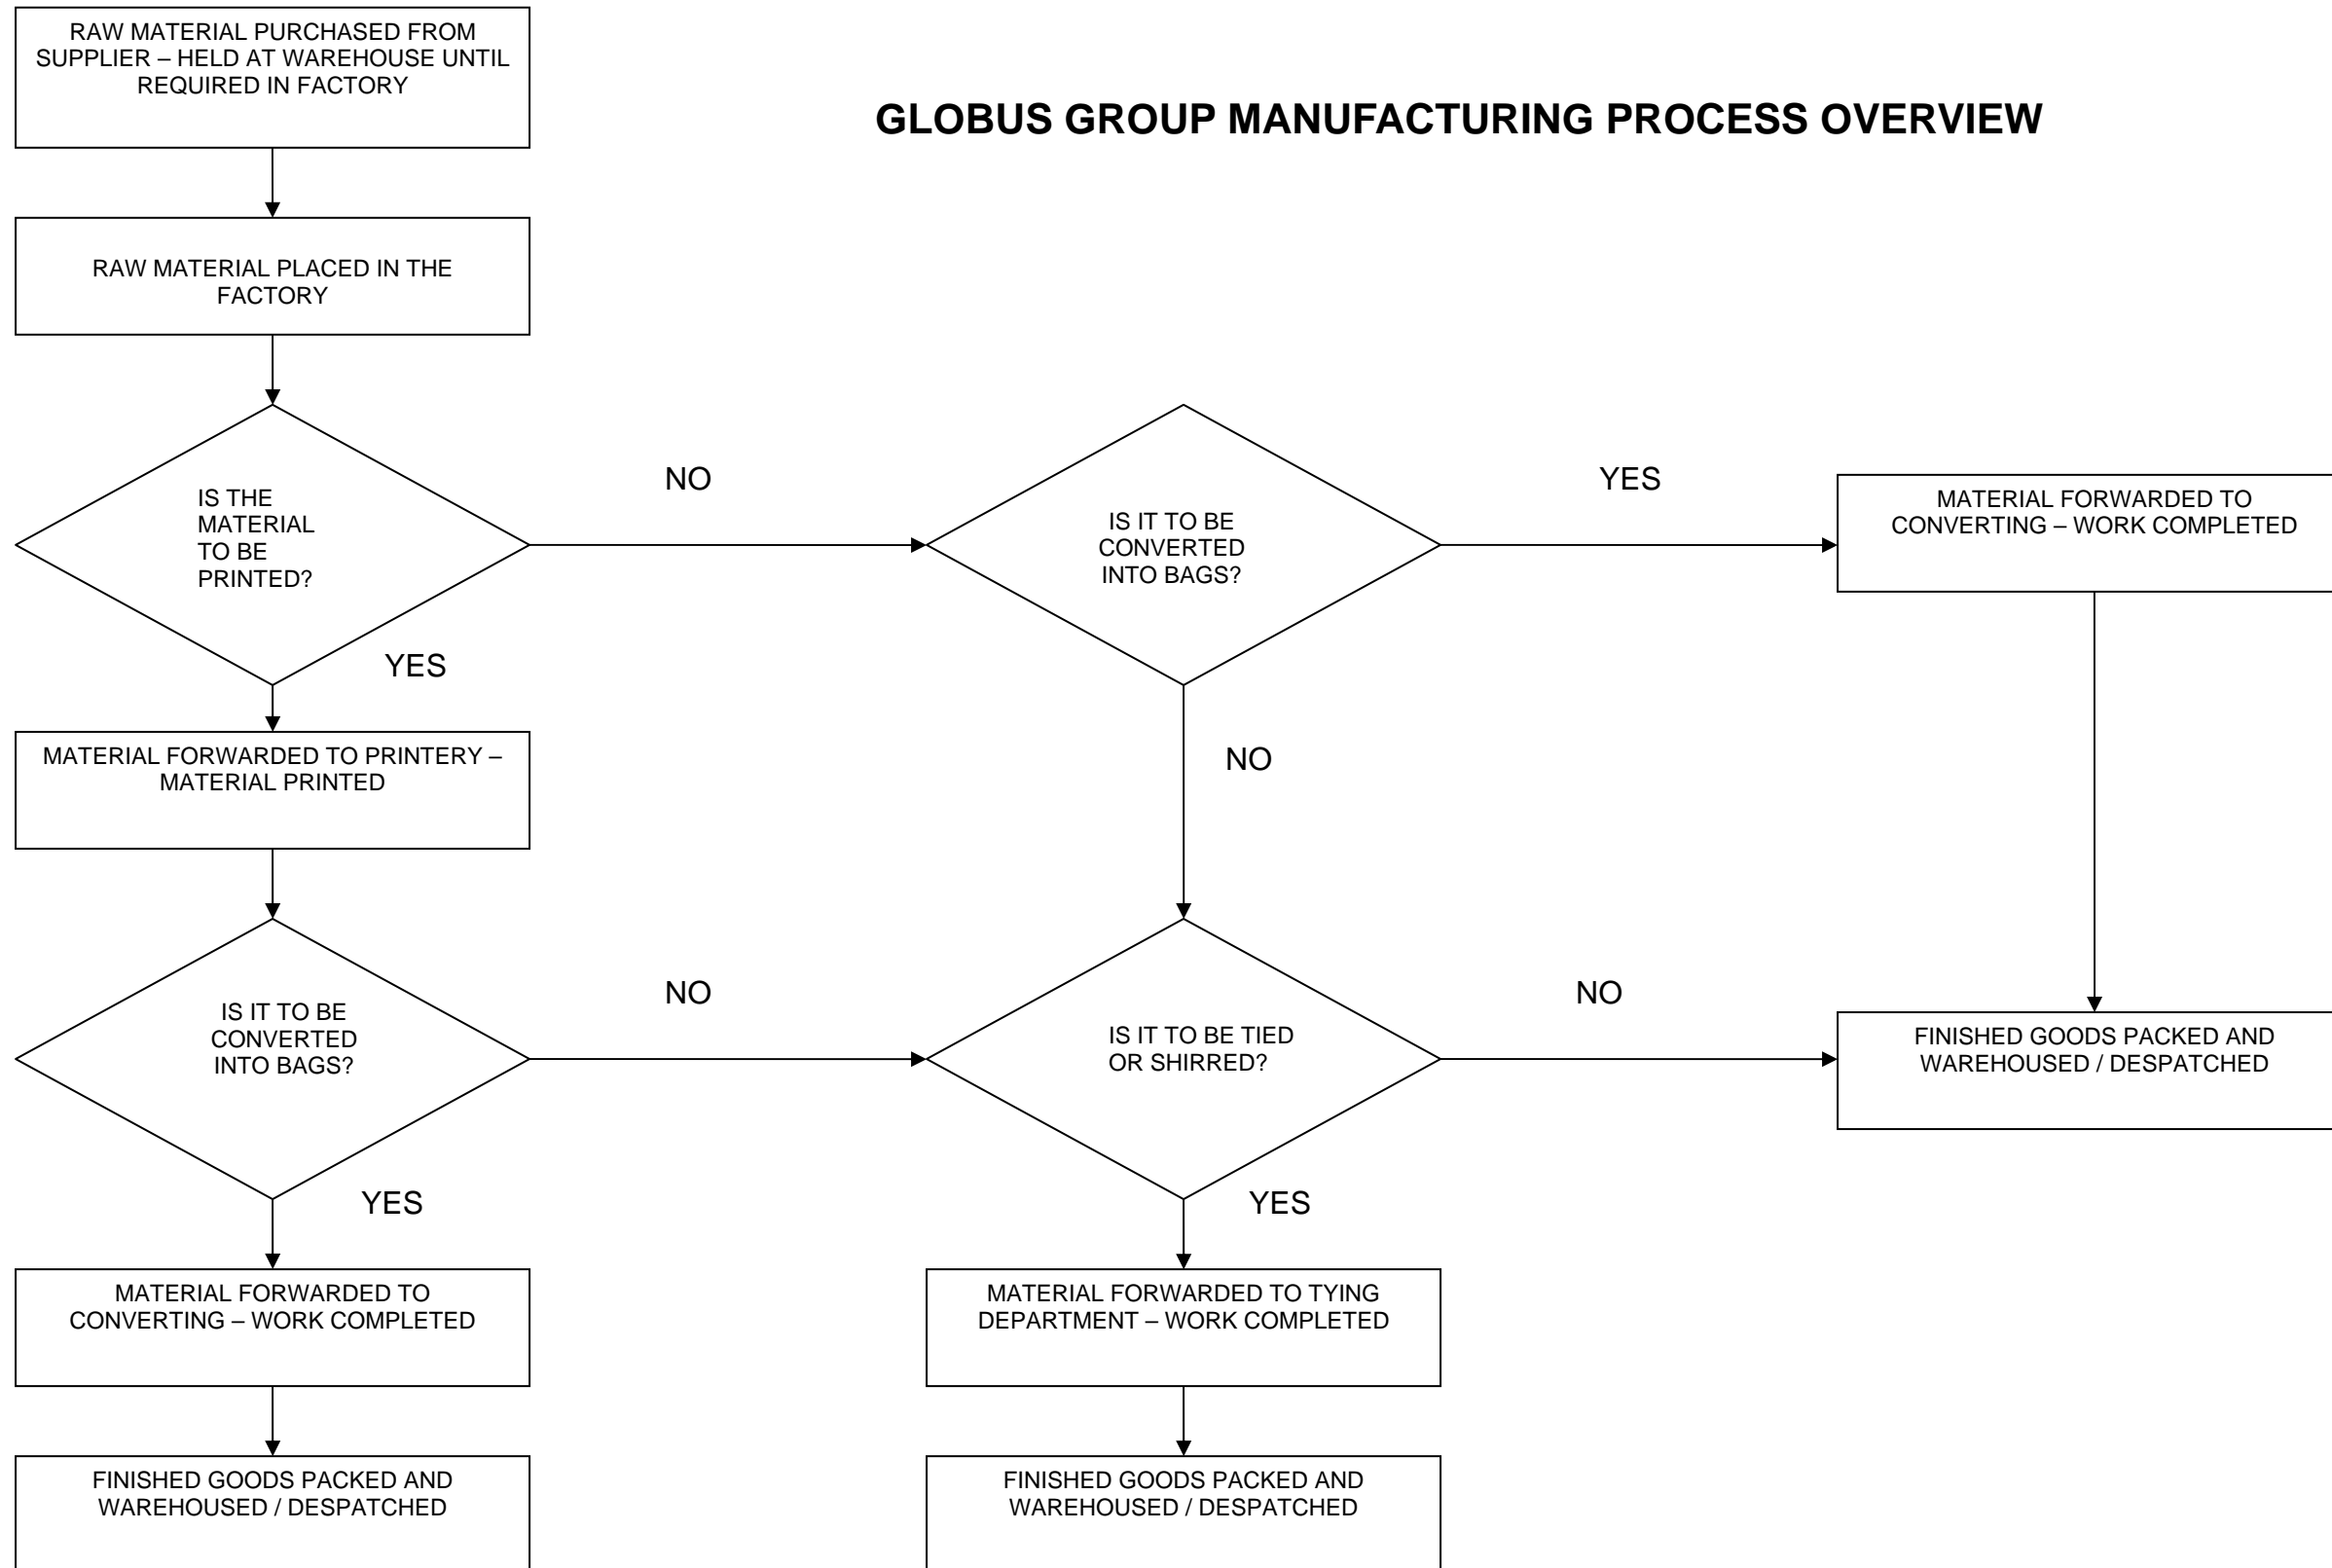 RAW MATERIAL PURCHASED FROM
SUPPLIER – HELD AT WAREHOUSE UNTIL
REQUIRED IN FACTORY
GLOBUS GROUP MANUFACTURING PROCESS OVERVIEW
RAW MATERIAL PLACED IN THE
FACTORY
IS THE
MATERIAL
TO BE
PRINTED?
NO
IS IT TO BE
CONVERTED
INTO BAGS?
YES
MATERIAL FORWARDED TO
CONVERTING – WORK COMPLETED
YES
MATERIAL FORWARDED TO PRINTERY –
MATERIAL PRINTED
NO
IS IT TO BE
CONVERTED
INTO BAGS?
NO
IS IT TO BE TIED
OR SHIRRED?
NO
FINISHED GOODS PACKED AND
WAREHOUSED / DESPATCHED
YES
YES
MATERIAL FORWARDED TO
CONVERTING – WORK COMPLETED
MATERIAL FORWARDED TO TYING
DEPARTMENT – WORK COMPLETED
FINISHED GOODS PACKED AND
WAREHOUSED / DESPATCHED
FINISHED GOODS PACKED AND
WAREHOUSED / DESPATCHED